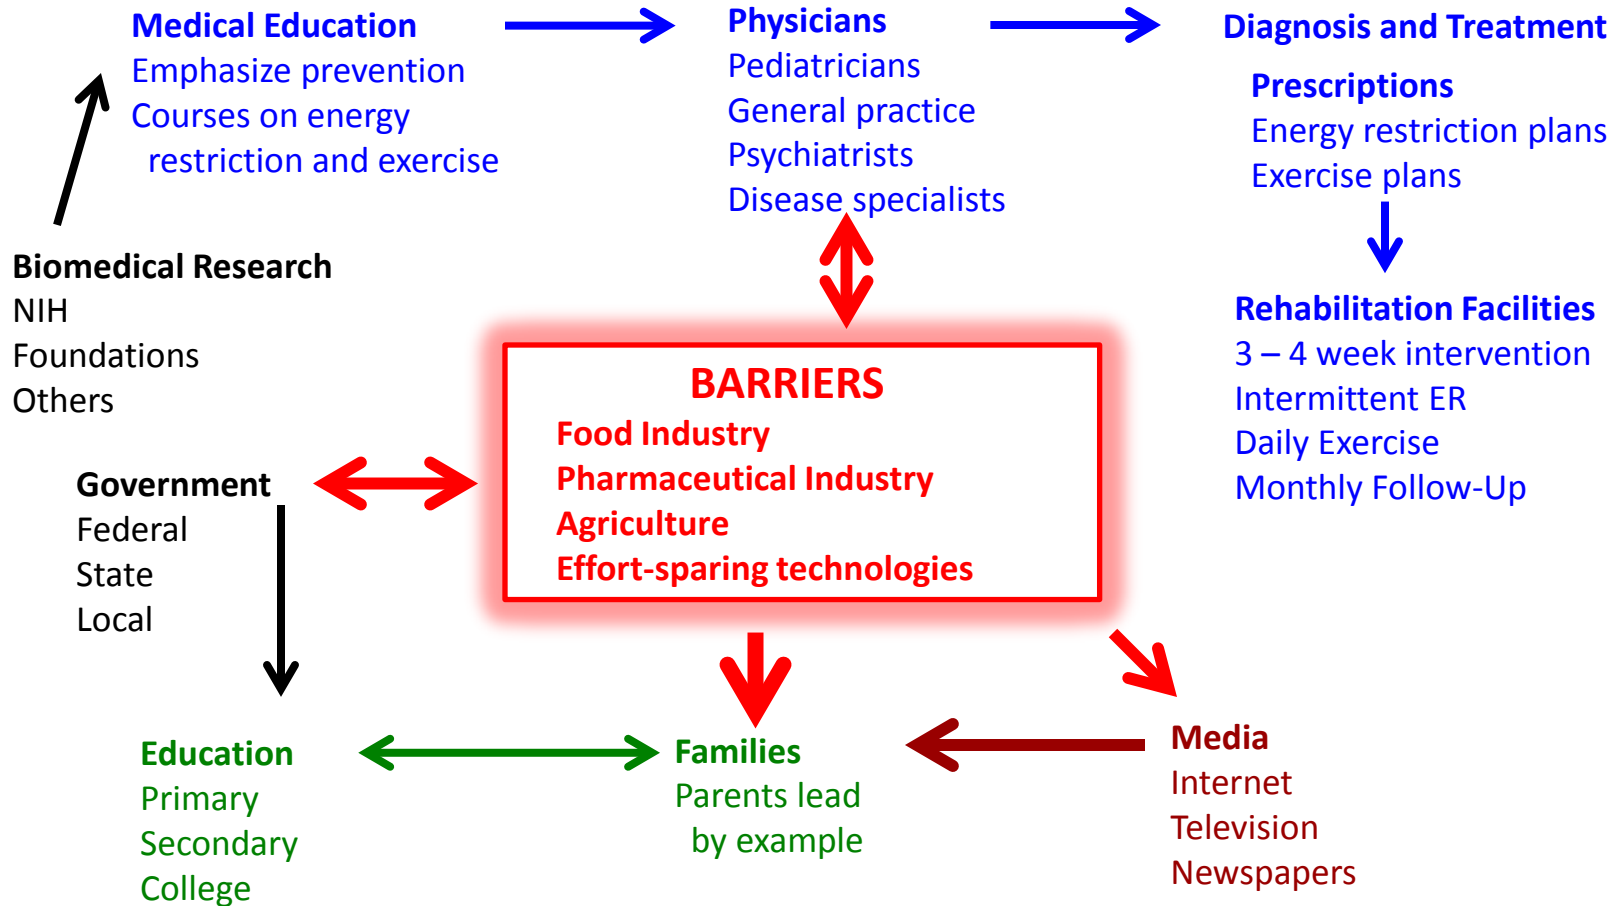 Medical Education
Emphasize prevention
Courses on energy
restriction and exercise
Physicians
Pediatricians
General practice
Psychiatrists
Disease specialists
Diagnosis and Treatment
Prescriptions
Energy restriction plans
Exercise plans
Biomedical Research
NIH
Foundations
Others
Rehabilitation Facilities
3 – 4 week intervention
Intermittent ER
Daily Exercise
Monthly Follow-Up
BARRIERS
Food Industry
Pharmaceutical Industry
Agriculture
Effort-sparing technologies
Government
Federal
State
Local
Education
Primary
Secondary
College
Families
Parents lead
by example
Media
Internet
Television
Newspapers